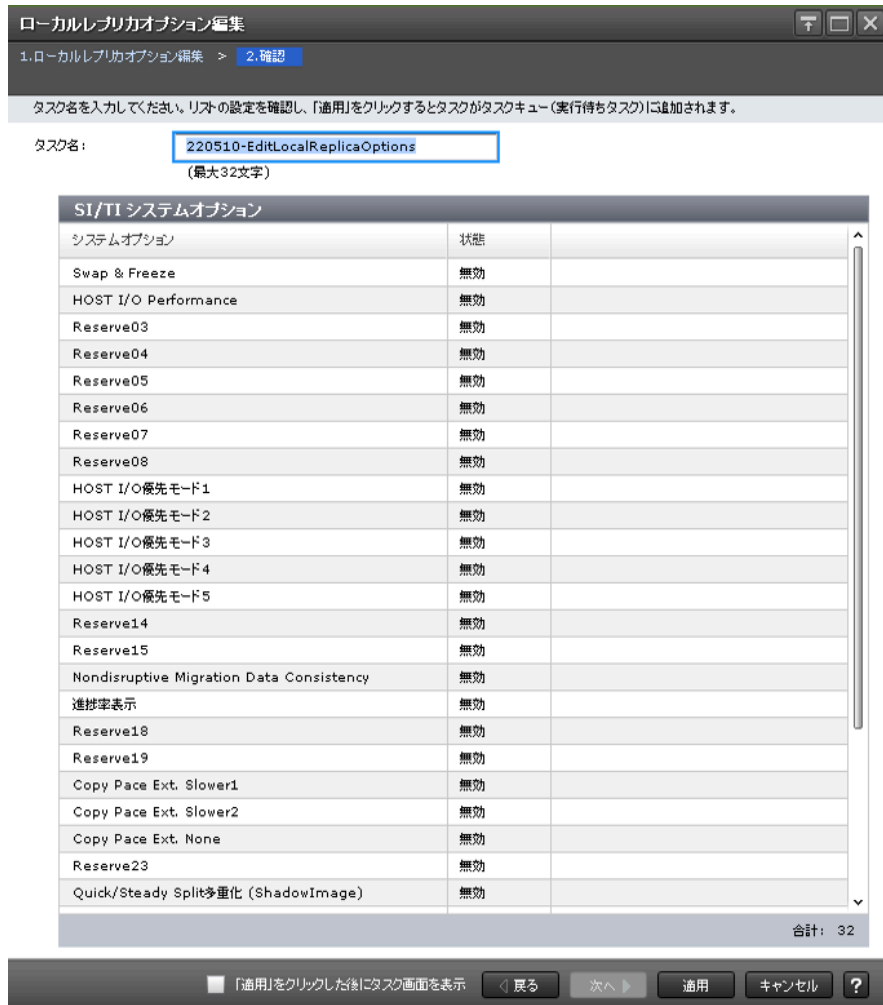 ローカルレプリカオプション編集
1.ローカルレプリカオプション編集 > 2.確認
タスク名を入力してください。リストの設定を確認し、「適用」をクリックするとタスクがタスクキュー(実行待ちタスク)に追加されます。
タスク名: 220510-EditLocalReplicaOptions
(最大32文字)
SI/TI システムオプション
システムオプション 状態
Swap & Freeze 無効
HOST I/O Performance 無効
Reserve03 無効
Reserve04 無効
Reserve05 無効
Reserve06 無効
Reserve07 無効
Reserve08 無効
HOST I/O優先モード1 無効
HOST I/O優先モード2 無効
HOST I/O優先モード3 無効
HOST I/O優先モード4 無効
HOST I/O優先モード5 無効
Reserve14 無効
Reserve15 無効
Nondisruptive Migration Data Consistency 無効
進捗率表示 無効
Reserve18 無効
Reserve19 無効
Copy Pace Ext. Slower1 無効
Copy Pace Ext. Slower2 無効
Copy Pace Ext. None 無効
Reserve23 無効
Quick/Steady Split多重化 (ShadowImage) 無効
合計: 32
「適用」をクリックした後にタスク画面を表示 戻る 次へ 適用 キャンセル ?